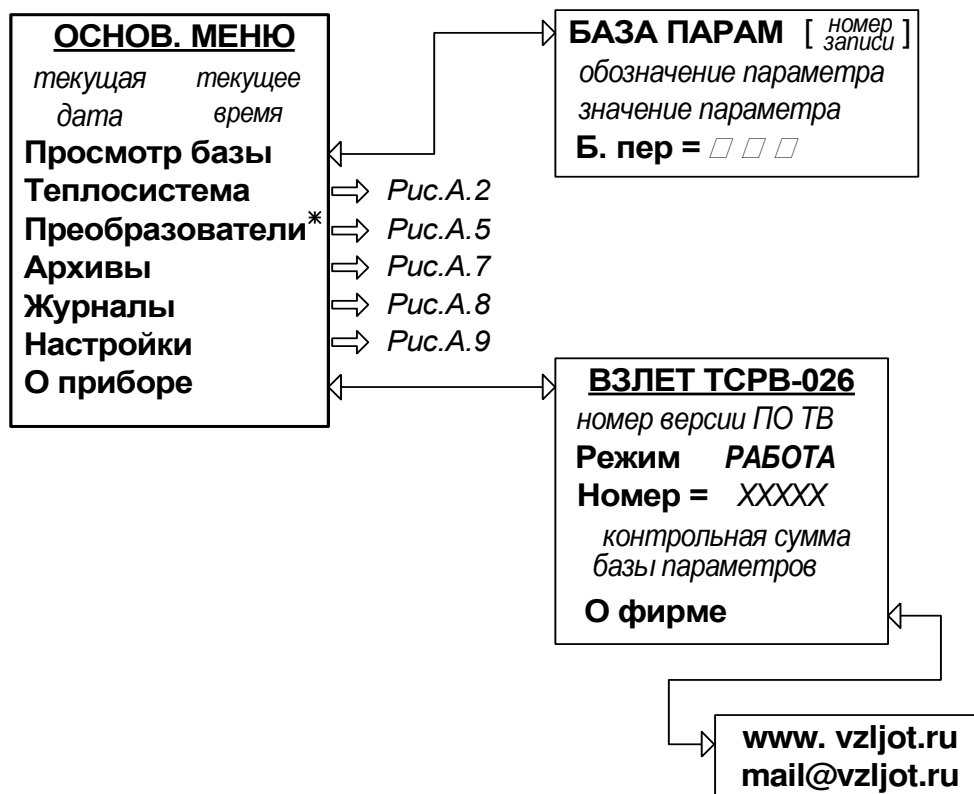 ОСНОВ. МЕНЮ
текущая текущее
дата время
Просмотр базы
Теплосистема
Рис.А.2
Преобразователи*
Рис.А.5
Архивы
Рис.А.7
Журналы
Рис.А.8
Настройки
Рис.А.9
О приборе
БАЗА ПАРАМ [ номер записи ]
обозначение параметра
значение параметра
Б. пер = □ □ □
ВЗЛЕТ ТСРВ-026
номер версии ПО ТВ
Режим РАБОТА
Номер = XXXXX
контрольная сумма
базы параметров
О фирме
www. vzljot.ru
mail@vzljot.ru